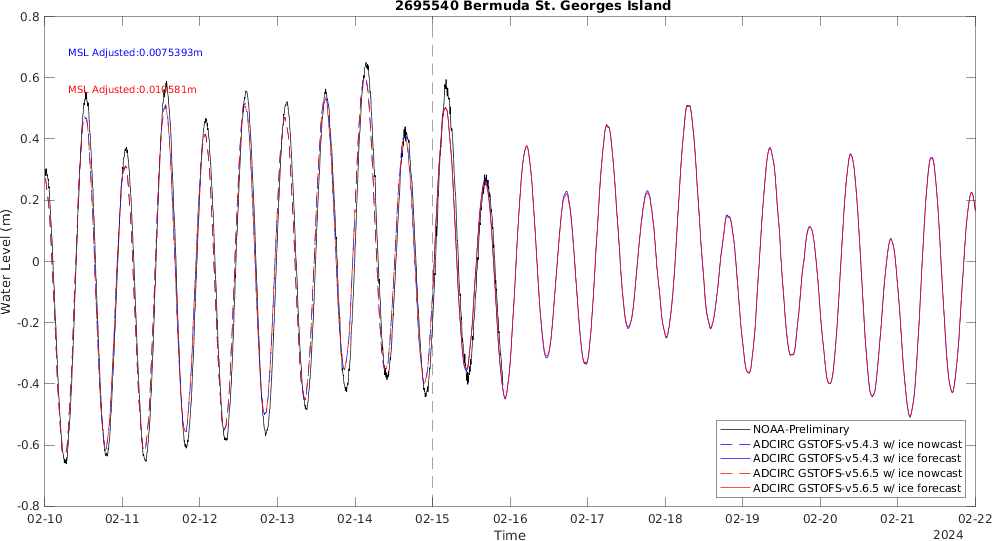 2695540 Bermuda St. Georges Island
MSL Adjusted:0.0075393m
MSL Adjusted:0.010581m
Water Level (m)
0.8
0.6
0.4
0.2
0
-0.2
-0.4
-0.6
-0.8
02-10 02-11 02-12 02-13 02-14 02-15 02-16 02-17 02-18 02-19 02-20 02-21 02-22
Time
2024
NOAA-Preliminary
ADCIRC GSTOFS-v5.4.3 w/ ice nowcast
ADCIRC GSTOFS-v5.4.3 w/ ice forecast
ADCIRC GSTOFS-v5.6.5 w/ ice nowcast
ADCIRC GSTOFS-v5.6.5 w/ ice forecast